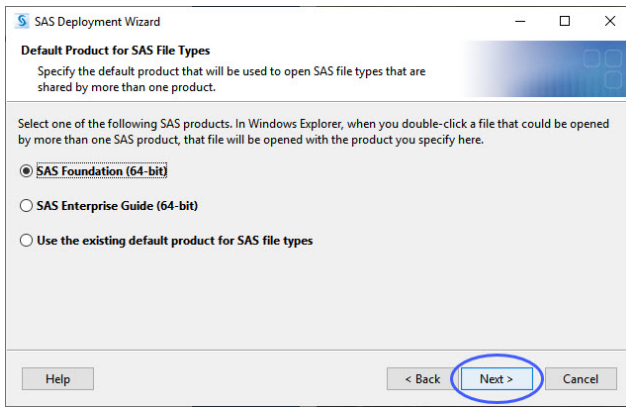 SAS Deployment Wizard
Default Product for SAS File Types
Specify the default product that will be used to open SAS file types that are
shared by more than one product.
Select one of the following SAS products. In Windows Explorer, when you double-click a file that could be opened
by more than one SAS product, that file will be opened with the product you specify here.
SAS Foundation (64-bit)
SAS Enterprise Guide (64-bit)
Use the existing default product for SAS file types
Help < Back Next > Cancel